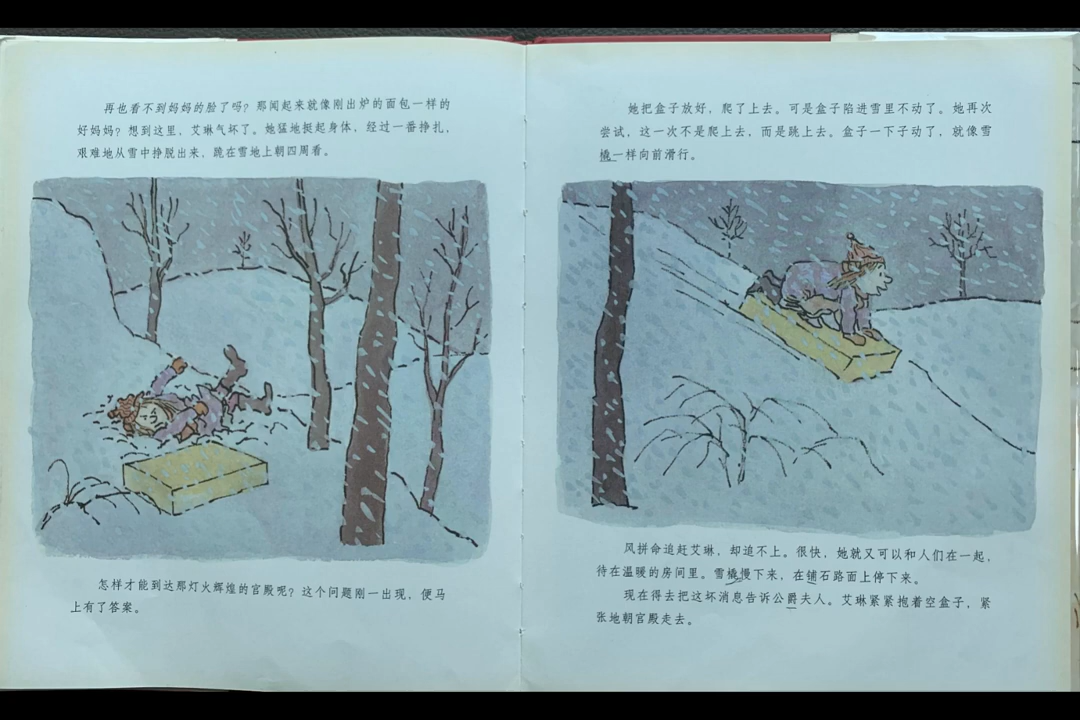 再也看不到妈妈的脸了吗？那闻起来就像刚出炉的面包一样的
好妈妈？想到这里，艾琳气坏了。她猛地挺起身体，经过一番挣扎，
艰难地从雪中挣脱出来，跪在雪地上朝四周看。
怎样才能到达那灯火辉煌的宫殿呢？这个问题刚一出现，便马
上有了答案。
她把盒子放好，爬了上去。可是盒子陷进雪里不动了。她再次
尝试，这一次不是爬上去，而是跳上去。盒子一下子动了，就像雪
橇一样向前滑行。
风拼命追赶艾琳，却追不上。很快，她就又可以和人们在一起，
待在温暖的房间里。雪橇慢下来，在铺石路面上停下来。
现在得去把这坏消息告诉公爵夫人。艾琳紧紧抱着空盒子，紧
张地朝宫殿走去。